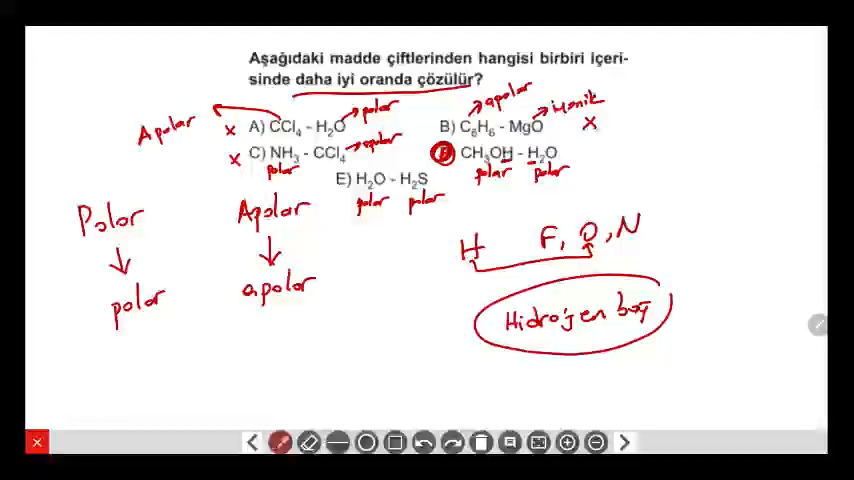 Aşağıdaki madde çiftlerinden hangisi birbiri içeri-
sinde daha iyi oranda çözülür?
Apolar
x A) CCl4 - H2O polar
B) C6H6 - MgO apolar iyonik x
x C) NH3 - CCl4 apolar
polar
CH3OH - H2O
polar polar
E) H2O - H2S
polar polar
Polar Apolar
polar apolar
H F, O, N
Hidrojen bağı